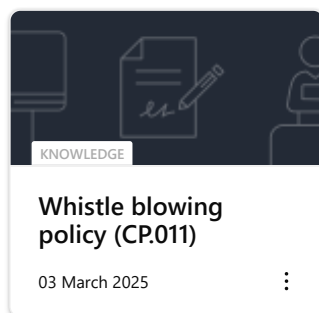 KNOWLEDGE
Whistle blowing
policy (CP.011)
03 March 2025